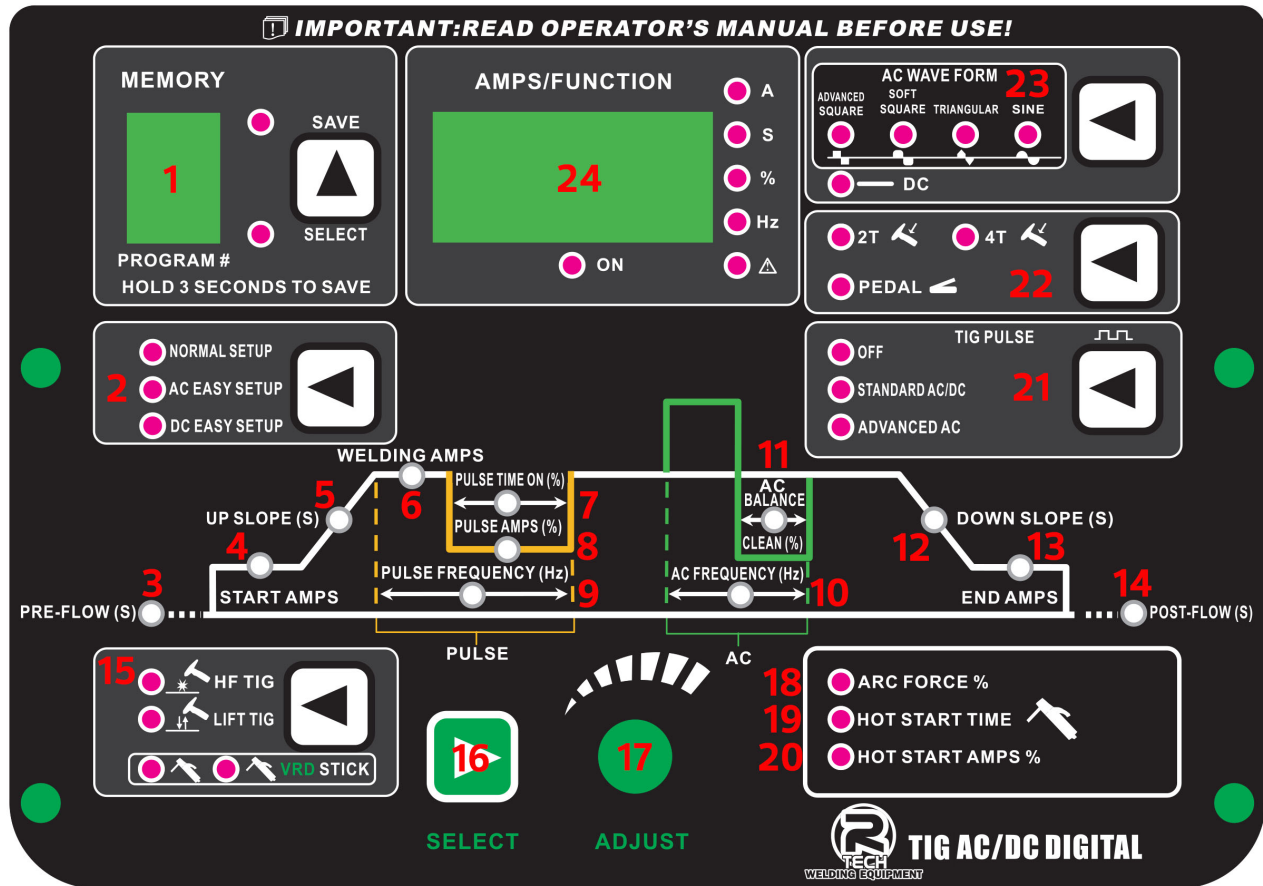 IMPORTANT:READ OPERATOR'S MANUAL BEFORE USE!
MEMORY
SAVE
1
SELECT
PROGRAM #
HOLD 3 SECONDS TO SAVE
AMPS/FUNCTION
A
S
24
%
Hz
ON
AC WAVE FORM
23
ADVANCED SQUARE
SOFT SQUARE
TRIANGULAR
SINE
DC
2T
4T
PEDAL
22
2
NORMAL SETUP
AC EASY SETUP
DC EASY SETUP
TIG PULSE
OFF
STANDARD AC/DC
21
ADVANCED AC
WELDING AMPS
6
5
UP SLOPE (S)
4
START AMPS
3
PRE-FLOW (S)
PULSE TIME ON (%)
7
PULSE AMPS (%)
8
PULSE FREQUENCY (Hz)
9
PULSE
11
AC
BALANCE
CLEAN (%)
AC FREQUENCY (Hz)
10
AC
12
DOWN SLOPE (S)
13
END AMPS
14
POST-FLOW (S)
15
HF TIG
LIFT TIG
VRD STICK
16
SELECT
17
ADJUST
18
ARC FORCE %
19
HOT START TIME
20
HOT START AMPS %
R
TECH
WELDING EQUIPMENT
TIG AC/DC DIGITAL